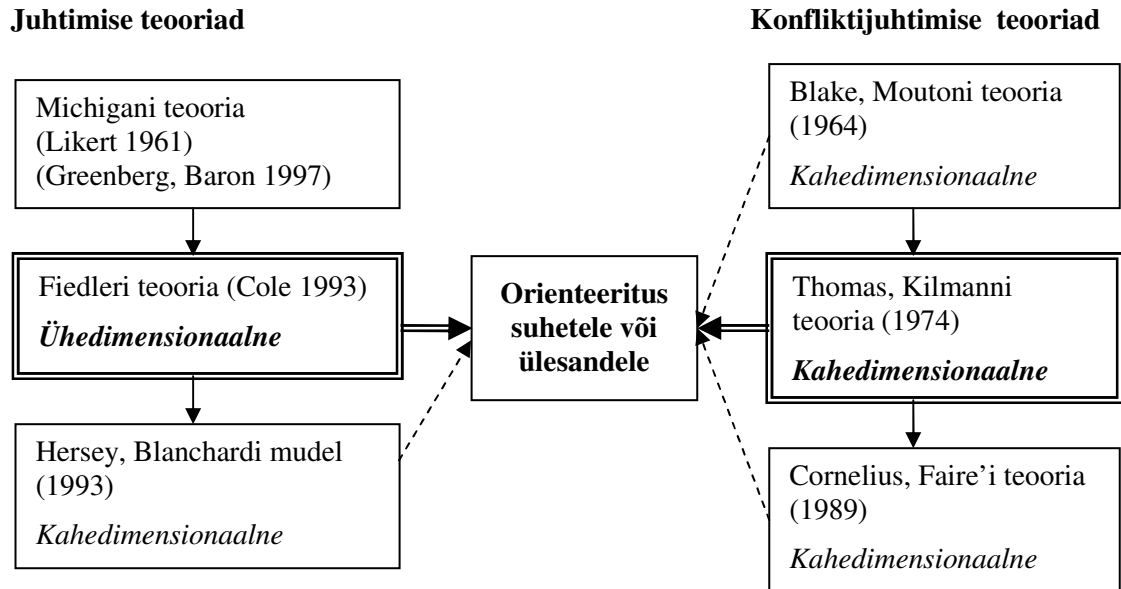 Juhtimise teooriad
Michigani teooria
(Likert 1961)
(Greenberg, Baron 1997)
Fiedleri teooria (Cole 1993)
Ühedimensionaalne
Hersey, Blanchardi mudel
(1993)
Kahedimensionaalne
Orienteeritus
suhetele või
ülesandele
Konfliktijuhtimise teooriad
Blake, Moutoni teooria
(1964)
Kahedimensionaalne
Thomas, Kilmanni
teooria (1974)
Kahedimensionaalne
Cornelius, Faire’i teooria
(1989)
Kahedimensionaalne